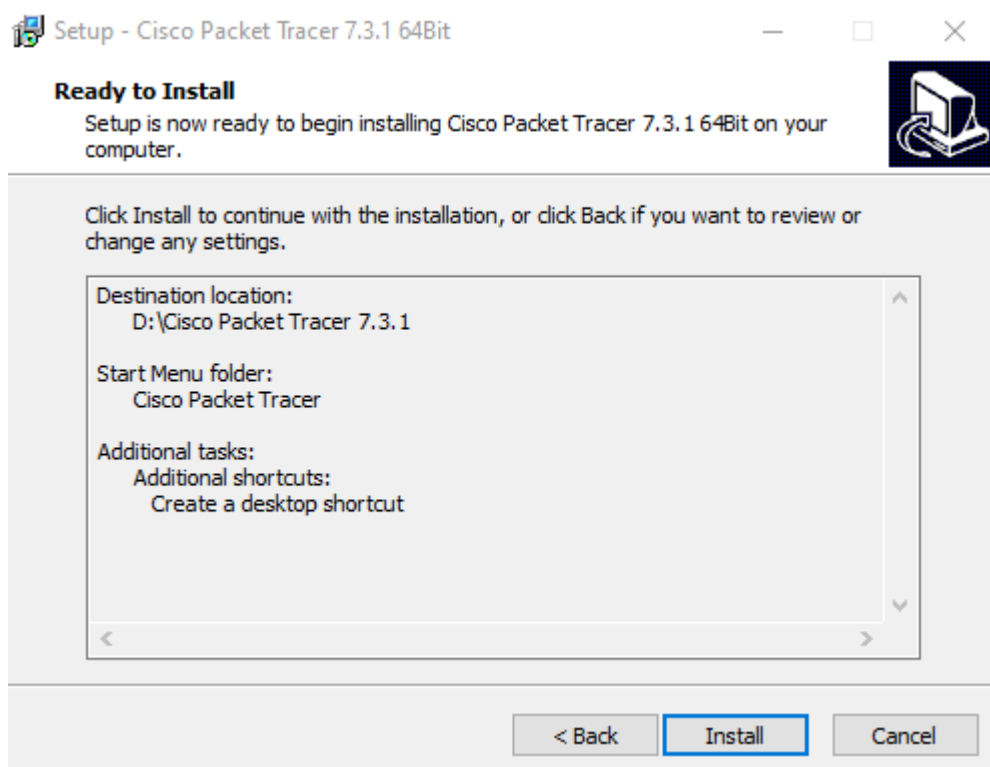 Setup - Cisco Packet Tracer 7.3.1 64Bit
Ready to Install
Setup is now ready to begin installing Cisco Packet Tracer 7.3.1 64Bit on your
computer.
Click Install to continue with the installation, or click Back if you want to review or
change any settings.
Destination location:
D:\Cisco Packet Tracer 7.3.1
Start Menu folder:
Cisco Packet Tracer
Additional tasks:
Additional shortcuts:
Create a desktop shortcut
< Back Install Cancel